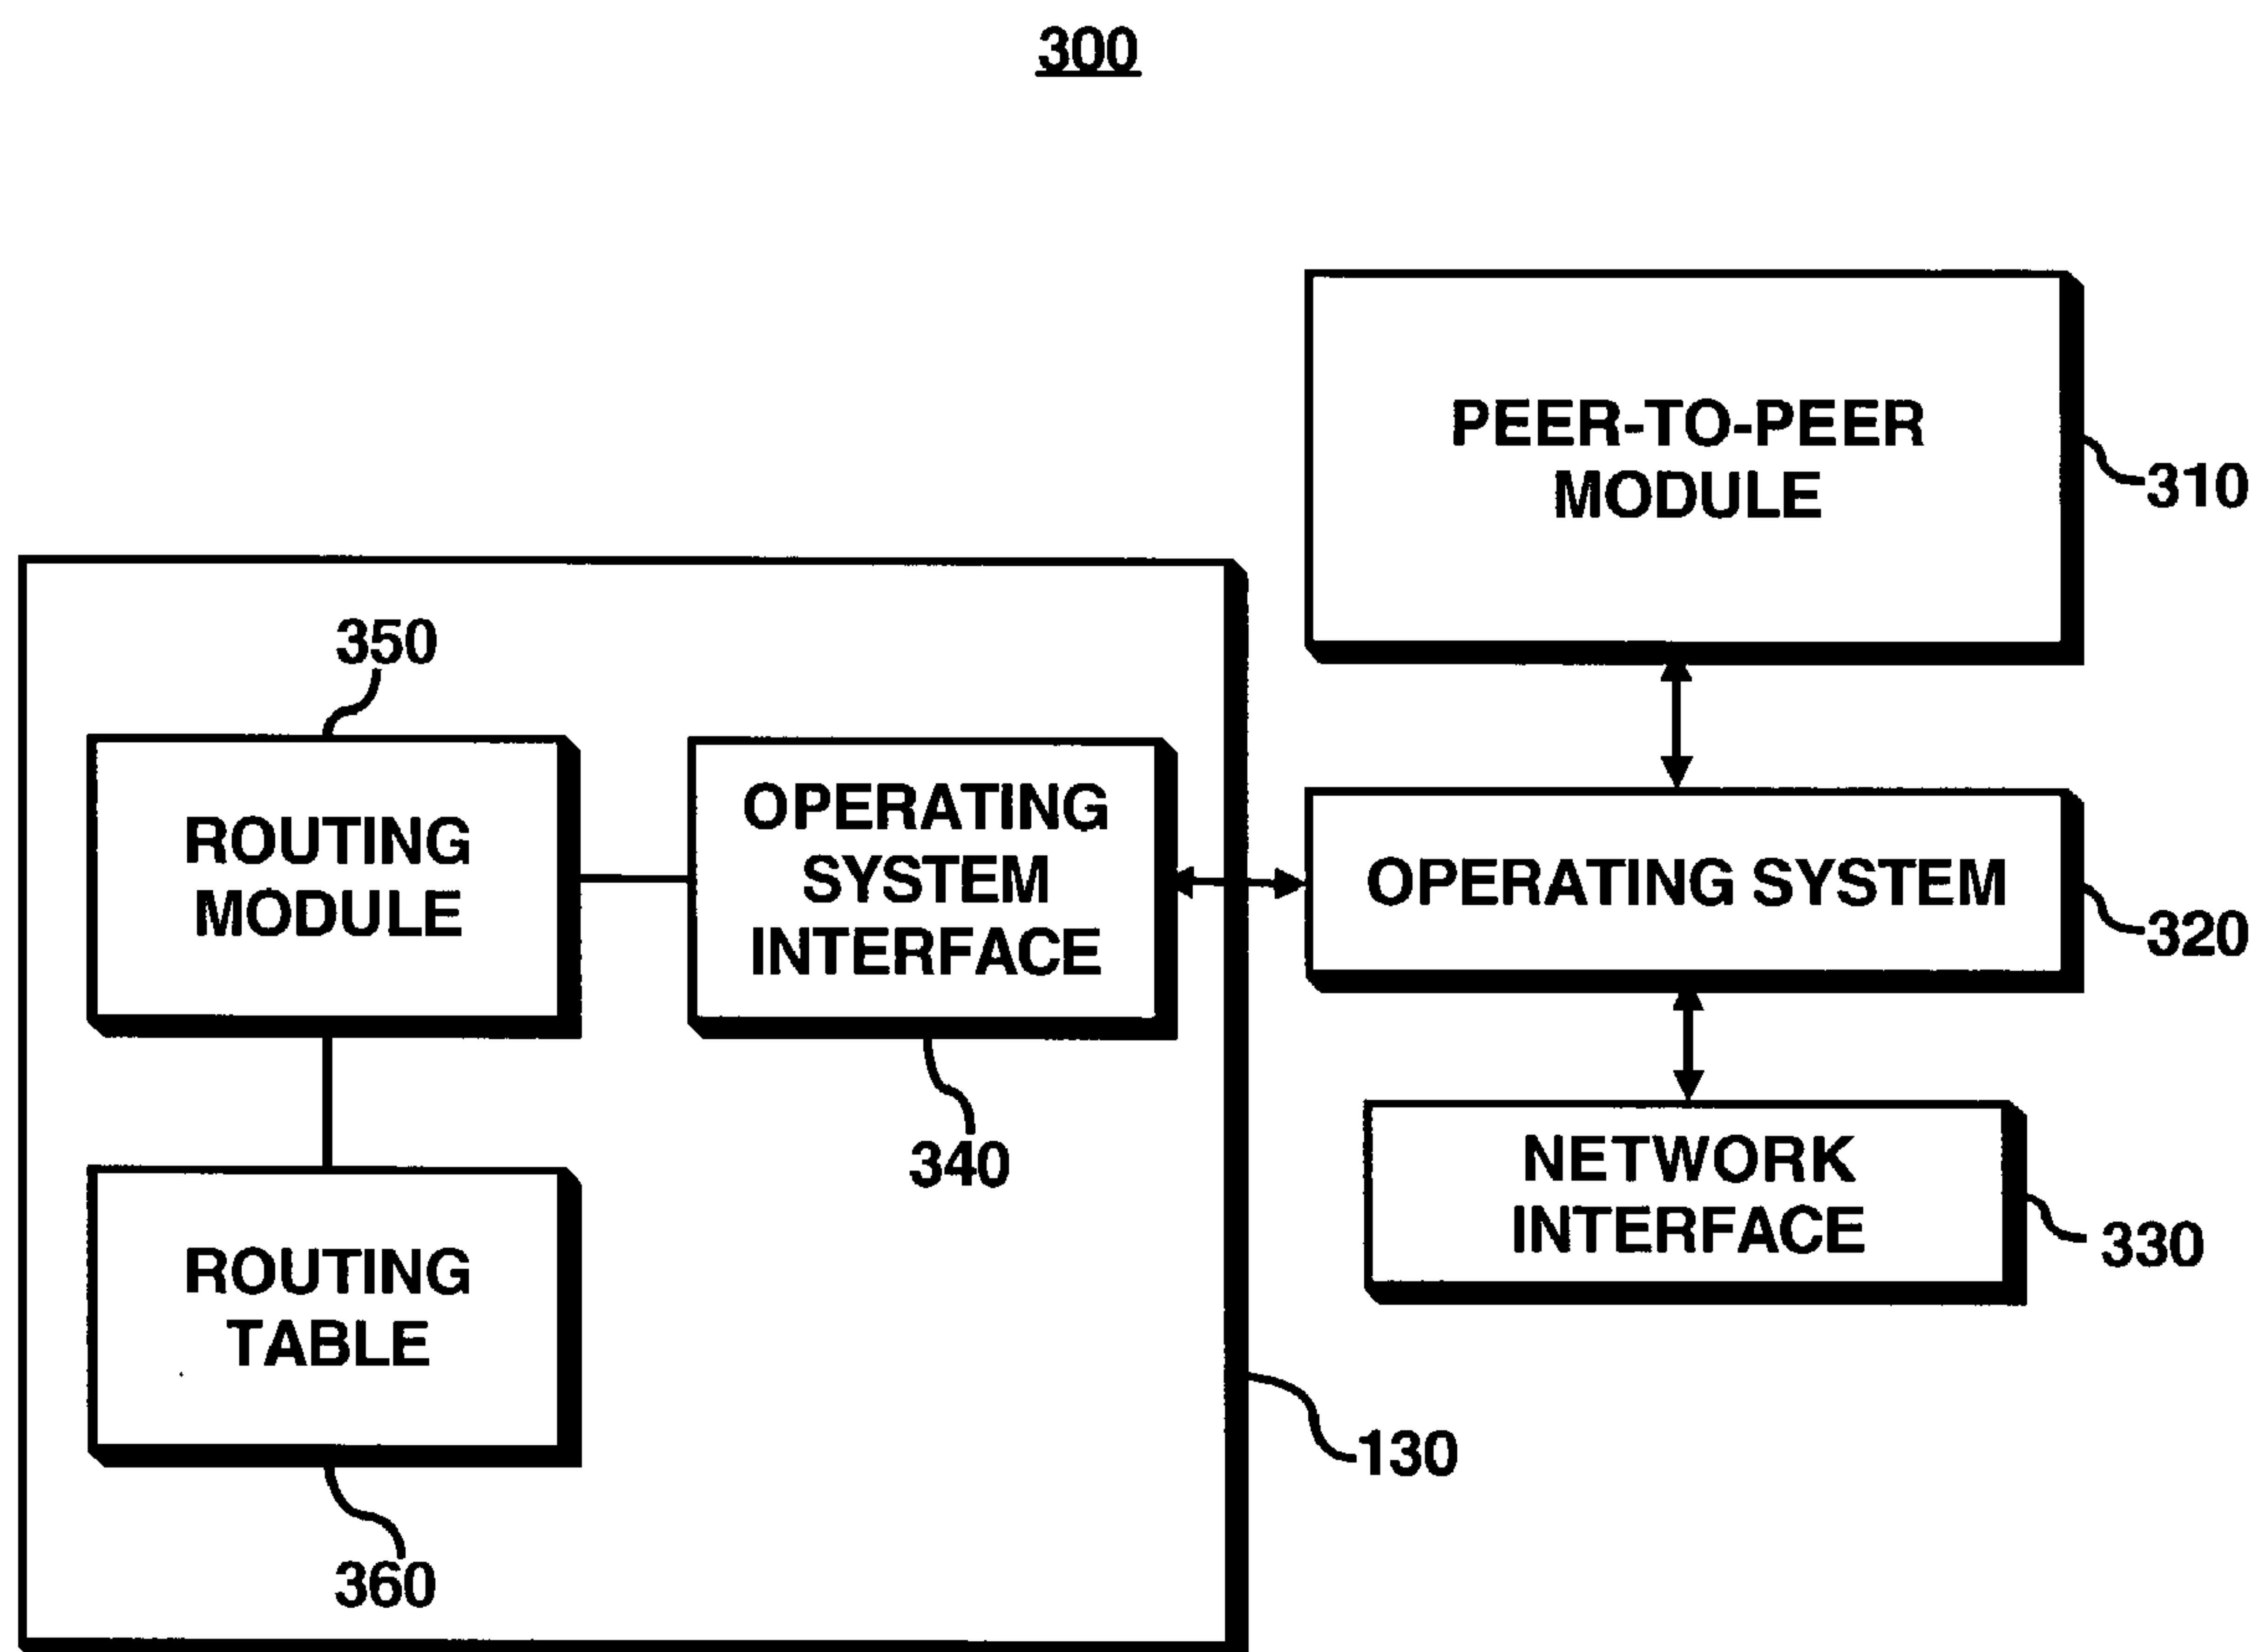 300
PEER-TO-PEER
MODULE
310
350
ROUTING
MODULE
OPERATING
SYSTEM
INTERFACE
OPERATING SYSTEM
320
340
NETWORK
INTERFACE
330
ROUTING
TABLE
130
360